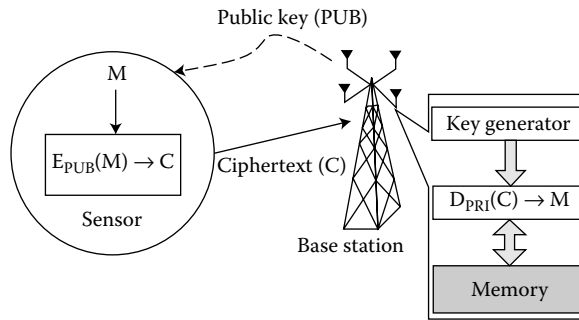 Public key (PUB)
M
E_PUB(M) → C
Sensor
Ciphertext (C)
Base station
Key generator
D_PRI(C) → M
Memory